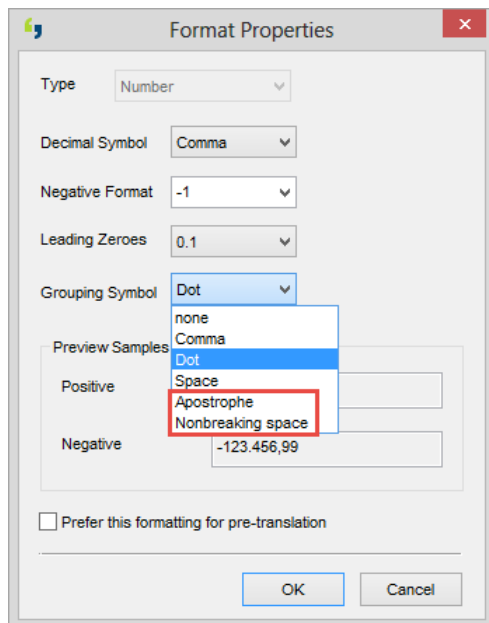 Format Properties
Type Number
Decimal Symbol Comma
Negative Format -1
Leading Zeroes 0.1
Grouping Symbol Dot
none
Comma
Preview Samples
Dot
Space
Positive
Apostrophe
Nonbreaking space
Negative -123.456,99
Prefer this formatting for pre-translation
OK Cancel